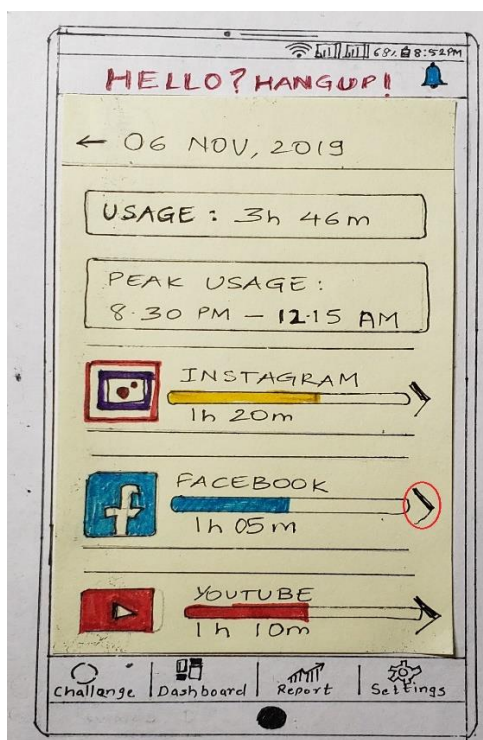 68% 8:52PM
HELLO? HANGUP!
← 06 NOV, 2019
USAGE: 3h 46m
PEAK USAGE:
8.30 PM — 12.15 AM
INSTAGRAM
1h 20m
f
FACEBOOK
1h 05m
YOUTUBE
1h 10m
Challange Dashboard Report Settings